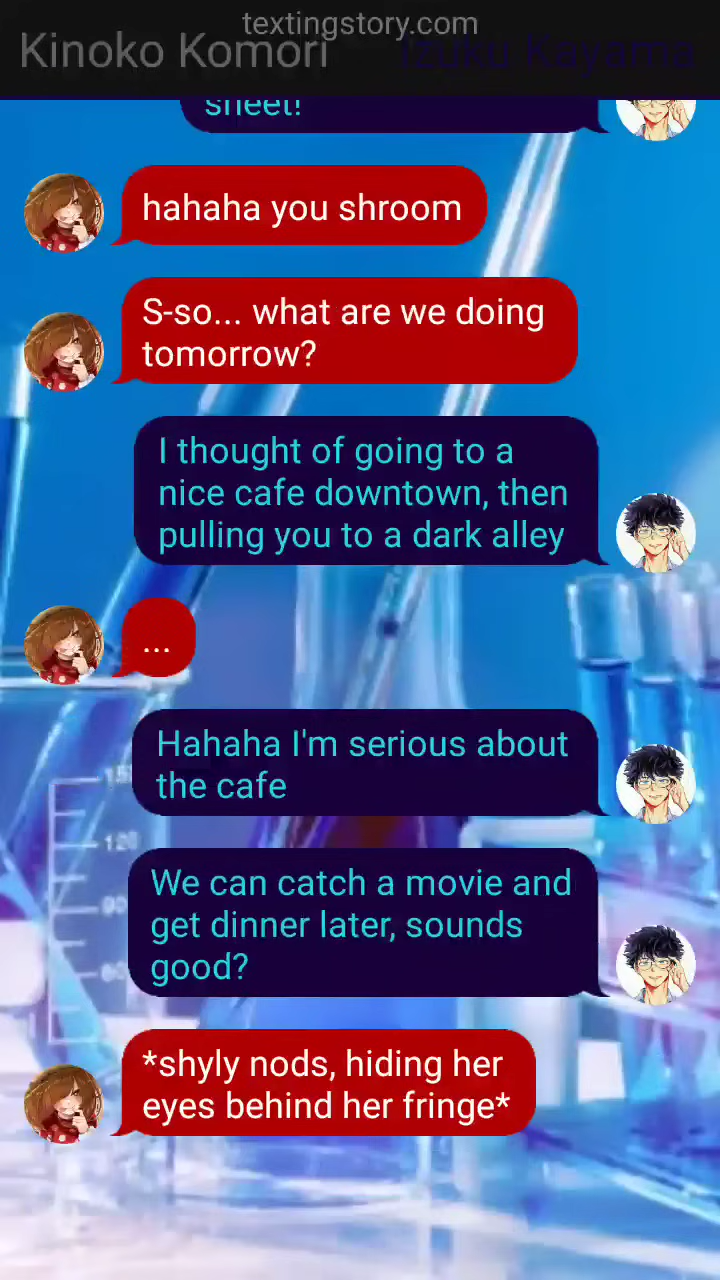 textingstory.com
Kinoko Komori
Izuku Kayama
sheet!
hahaha you shroom
S-so... what are we doing
tomorrow?
I thought of going to a
nice cafe downtown, then
pulling you to a dark alley
...
Hahaha I'm serious about
the cafe
We can catch a movie and
get dinner later, sounds
good?
*shyly nods, hiding her
eyes behind her fringe*